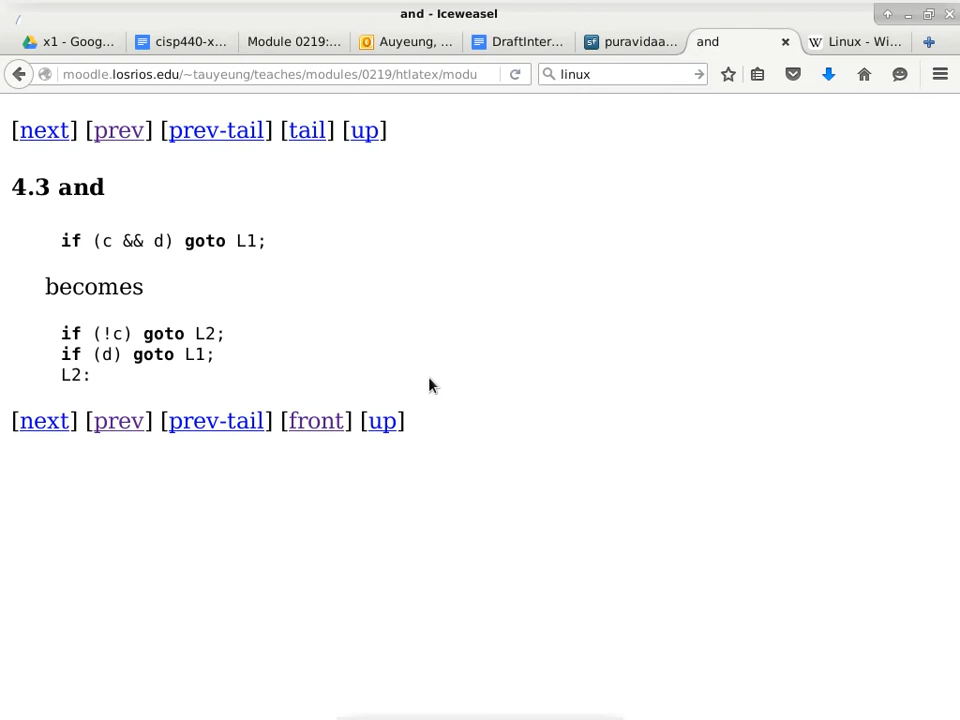 and - Iceweasel
x1 - Goog...
cisp440-x...
Module 0219:...
Auyeung, ...
DraftInter...
puravidaa...
and
Linux - Wi...
moodle.losrios.edu/~tauyeung/teaches/modules/0219/htlatex/modu
linux
[next] [prev] [prev-tail] [tail] [up]
4.3 and
if (c && d) goto L1;
becomes
if (!c) goto L2;
if (d) goto L1;
L2:
[next] [prev] [prev-tail] [front] [up]